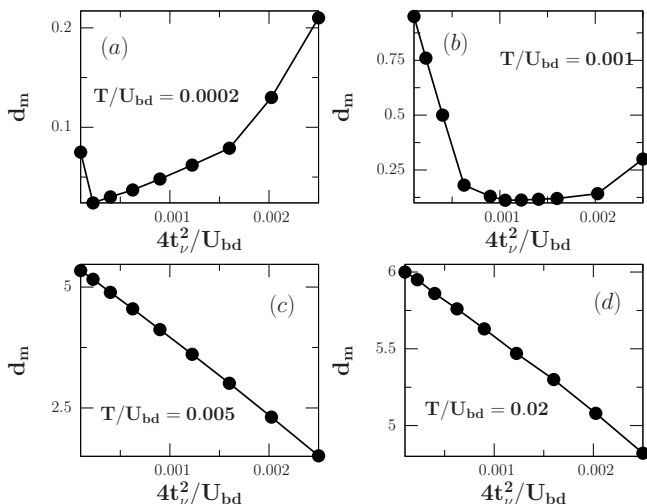 (a)
T/U_bd = 0.0002
d_m
0.2
0.1
0.001
0.002
4t_ν^2/U_bd
(b)
T/U_bd = 0.001
d_m
0.75
0.5
0.25
0.001
0.002
4t_ν^2/U_bd
(c)
T/U_bd = 0.005
d_m
5
2.5
0.001
0.002
4t_ν^2/U_bd
(d)
T/U_bd = 0.02
d_m
6
5.5
5
0.001
0.002
4t_ν^2/U_bd